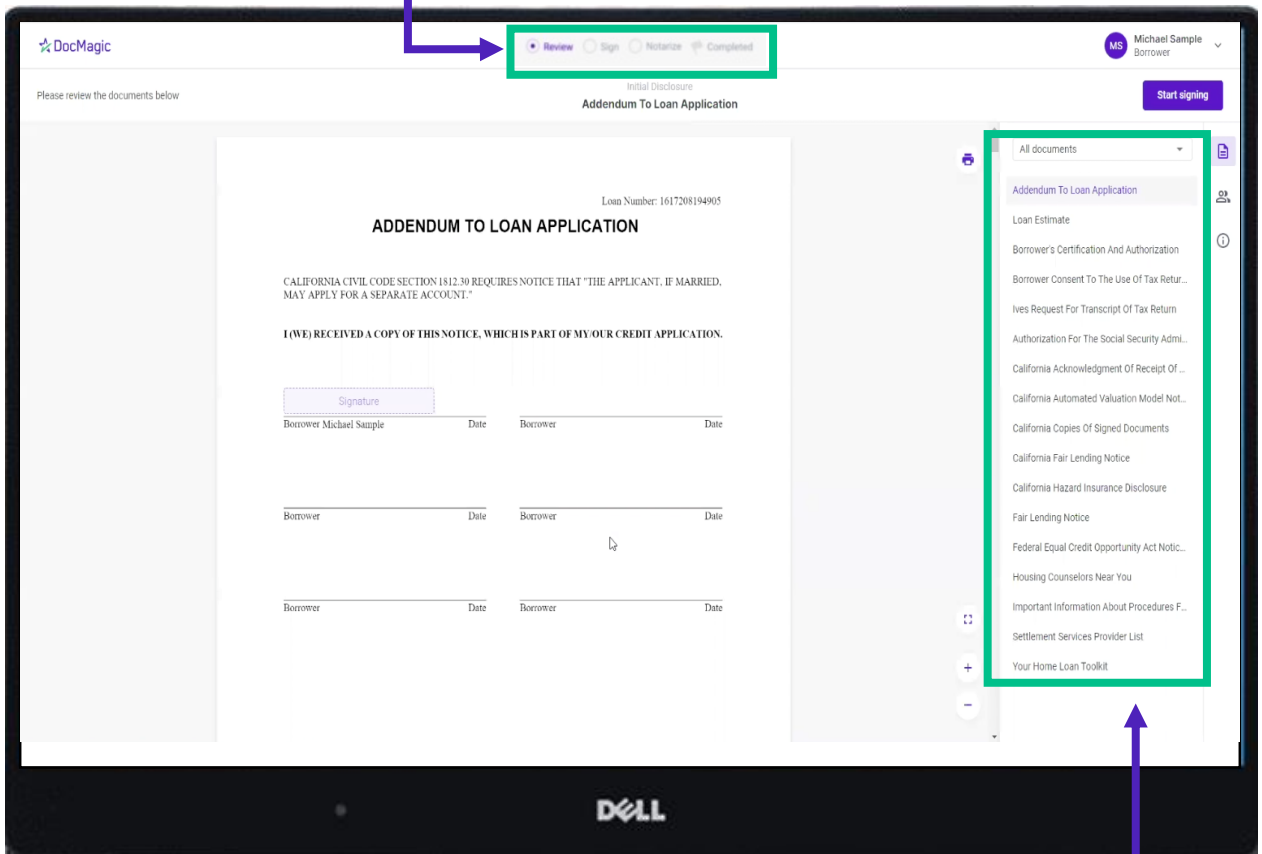 DocMagic
Review Sign Notarize Completed
MS
Michael Sample
Borrower
Please review the documents below
Initial Disclosure
Addendum To Loan Application
Start signing
Loan Number: 1617208194905
ADDENDUM TO LOAN APPLICATION
CALIFORNIA CIVIL CODE SECTION 1812.30 REQUIRES NOTICE THAT "THE APPLICANT, IF MARRIED,
MAY APPLY FOR A SEPARATE ACCOUNT."
I (WE) RECEIVED A COPY OF THIS NOTICE, WHICH IS PART OF MY/OUR CREDIT APPLICATION.
Signature
Borrower Michael Sample Date Borrower Date
Borrower Date Borrower Date
Borrower Date Borrower Date
All documents
Addendum To Loan Application
Loan Estimate
Borrower's Certification And Authorization
Borrower Consent To The Use Of Tax Retur...
Ives Request For Transcript Of Tax Return
Authorization For The Social Security Admi...
California Acknowledgment Of Receipt Of ...
California Automated Valuation Model Not...
California Copies Of Signed Documents
California Fair Lending Notice
California Hazard Insurance Disclosure
Fair Lending Notice
Federal Equal Credit Opportunity Act Notic...
Housing Counselors Near You
Important Information About Procedures F...
Settlement Services Provider List
Your Home Loan Toolkit
DELL